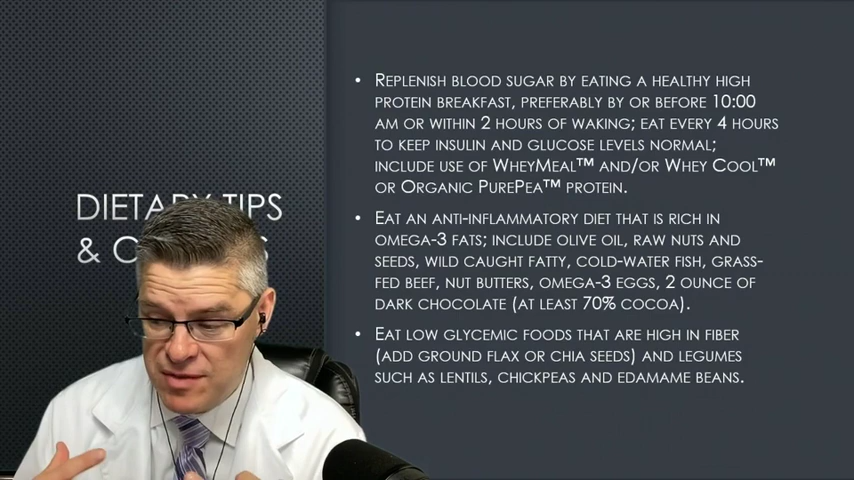 DIETARY TIPS
&
• REPLENISH BLOOD SUGAR BY EATING A HEALTHY HIGH
PROTEIN BREAKFAST, PREFERABLY BY OR BEFORE 10:00
AM OR WITHIN 2 HOURS OF WAKING; EAT EVERY 4 HOURS
TO KEEP INSULIN AND GLUCOSE LEVELS NORMAL;
INCLUDE USE OF WHEYMEAL™ AND/OR WHEY COOL™
OR ORGANIC PUREPEA™ PROTEIN.
• EAT AN ANTI-INFLAMMATORY DIET THAT IS RICH IN
OMEGA-3 FATS; INCLUDE OLIVE OIL, RAW NUTS AND
SEEDS, WILD CAUGHT FATTY, COLD-WATER FISH, GRASS-
FED BEEF, NUT BUTTERS, OMEGA-3 EGGS, 2 OUNCE OF
DARK CHOCOLATE (AT LEAST 70% COCOA).
• EAT LOW GLYCEMIC FOODS THAT ARE HIGH IN FIBER
(ADD GROUND FLAX OR CHIA SEEDS) AND LEGUMES
SUCH AS LENTILS, CHICKPEAS AND EDAMAME BEANS.